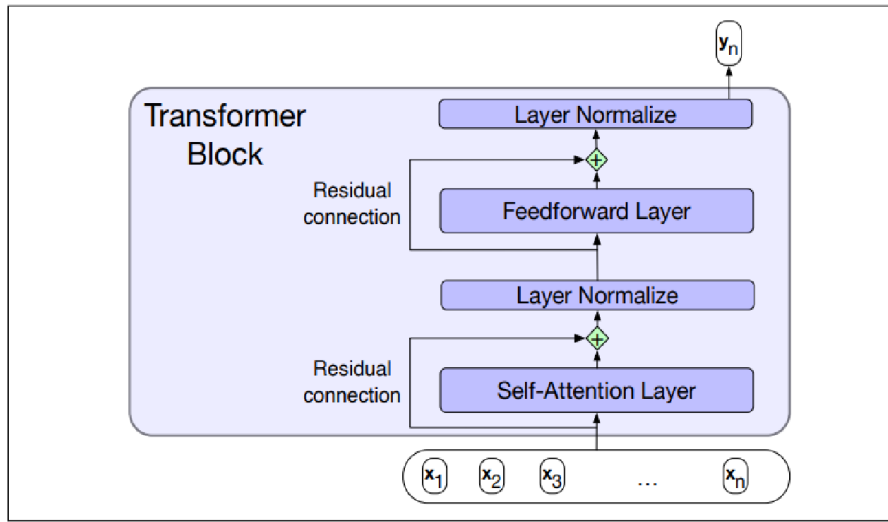 yn
Transformer
Block
Layer Normalize
+
Residual
connection
Feedforward Layer
Layer Normalize
+
Residual
connection
Self-Attention Layer
x1 x2 x3 ... xn